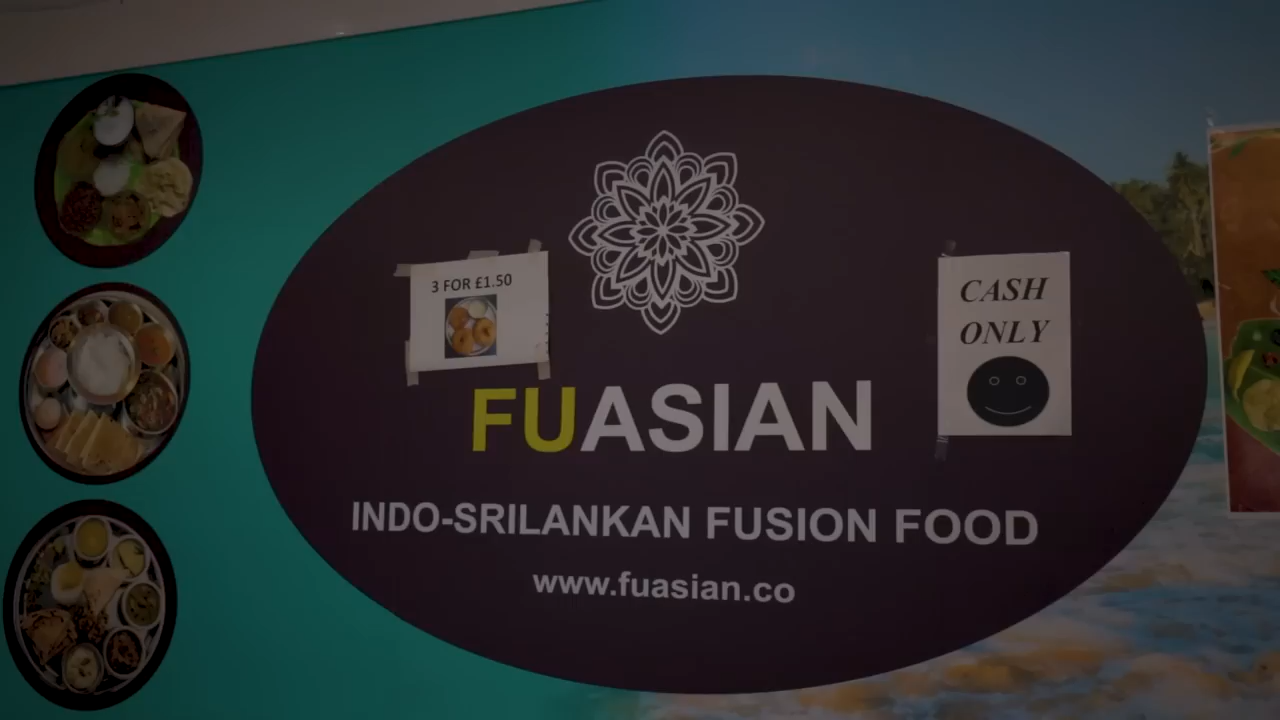 3 FOR £1.50
CASH
ONLY
FUASIAN
INDO-SRILANKAN FUSION FOOD
www.fuasian.co